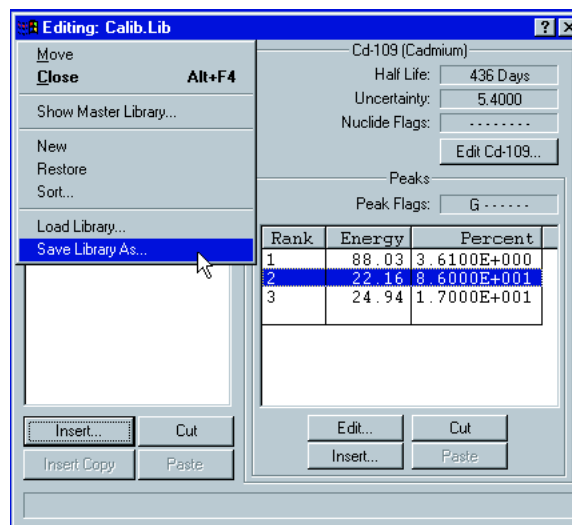 Editing: Calib.Lib
Move
Close Alt+F4
Show Master Library...
New
Restore
Sort...
Load Library...
Save Library As...
Insert... Cut
Insert Copy Paste
Cd-109 (Cadmium)
Half Life: 436 Days
Uncertainty: 5.4000
Nuclide Flags: --------
Edit Cd-109...
Peaks
Peak Flags: G ------
Rank Energy Percent
1 88.03 3.6100E+000
2 22.16 8.6000E+001
3 24.94 1.7000E+001
Edit... Cut
Insert... Paste